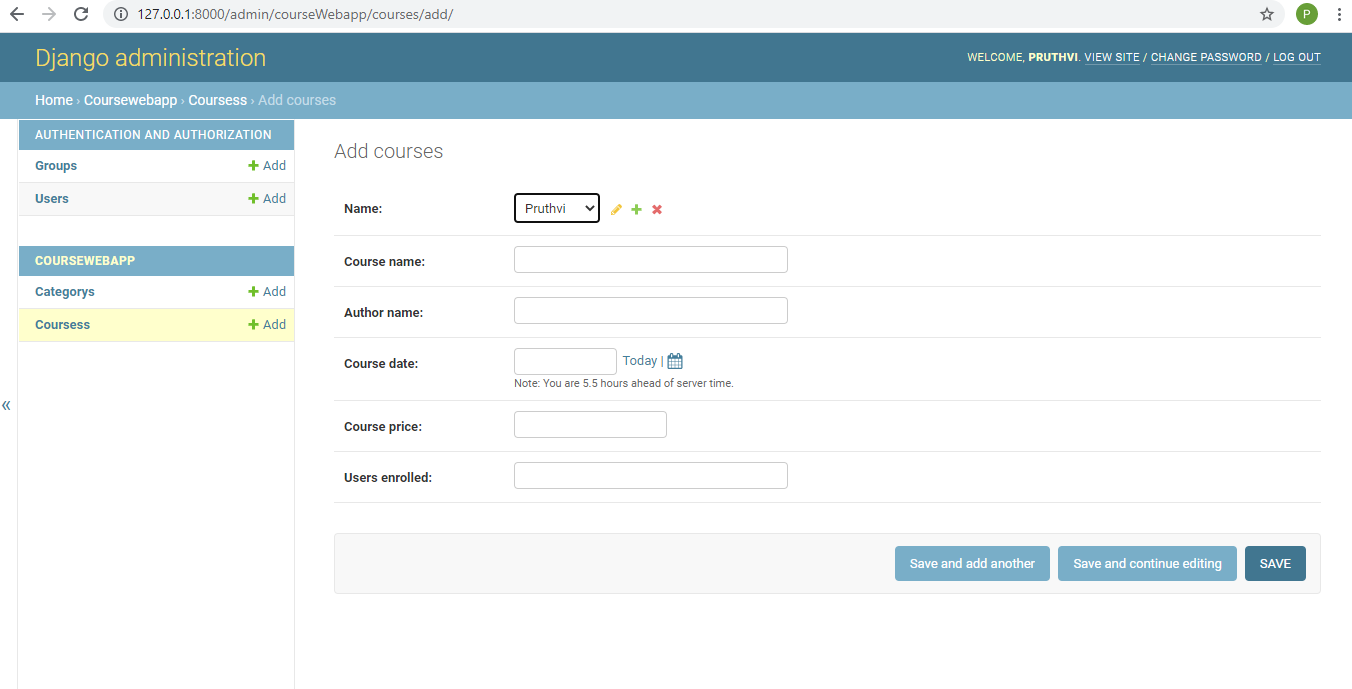 127.0.0.1:8000/admin/courseWebapp/courses/add/
P
Django administration
WELCOME, PRUTHVI. VIEW SITE / CHANGE PASSWORD / LOG OUT
Home › Coursewebapp › Coursess › Add courses
AUTHENTICATION AND AUTHORIZATION
Groups + Add
Users + Add
COURSEWEBAPP
Categorys + Add
Coursess + Add
«
Add courses
Name: Pruthvi
Course name:
Author name:
Course date: Today |
Note: You are 5.5 hours ahead of server time.
Course price:
Users enrolled:
Save and add another Save and continue editing SAVE